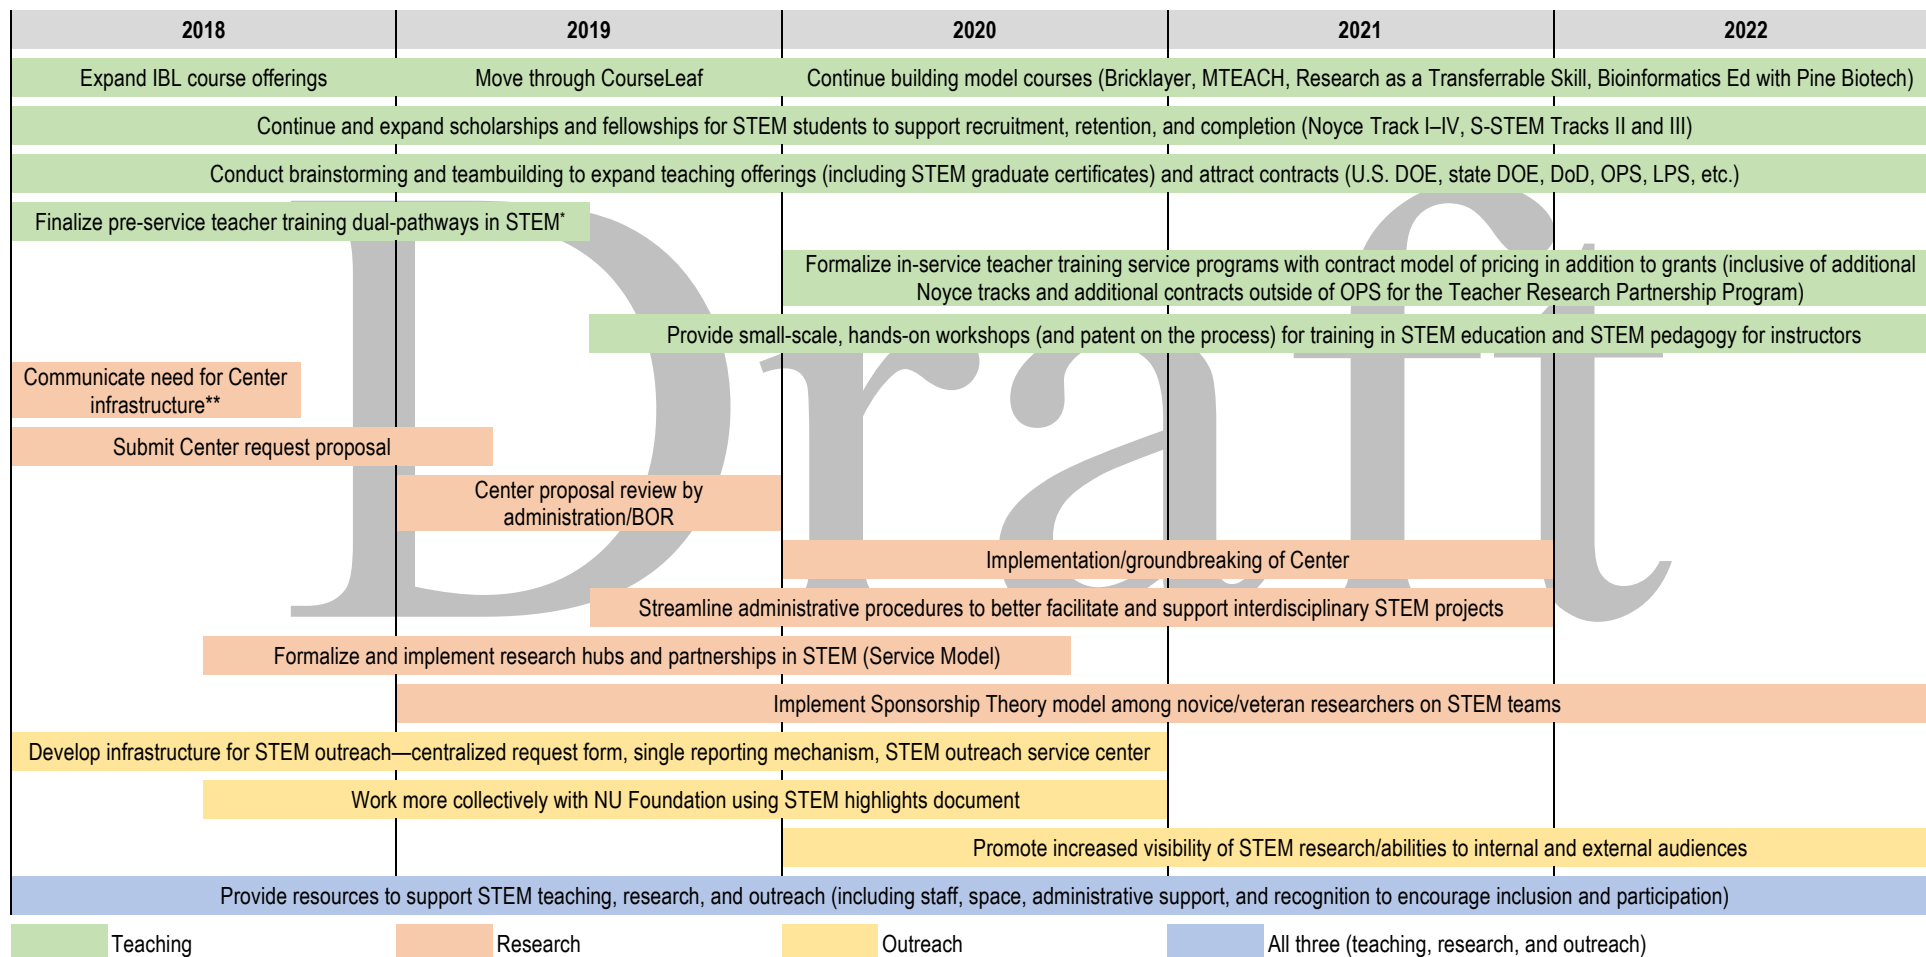 2018 2019 2020 2021 2022
Expand IBL course offerings Move through CourseLeaf Continue building model courses (Bricklayer, MTEACH, Research as a Transferrable Skill, Bioinformatics Ed with Pine Biotech)
Continue and expand scholarships and fellowships for STEM students to support recruitment, retention, and completion (Noyce Track I–IV, S-STEM Tracks II and III)
Conduct brainstorming and teambuilding to expand teaching offerings (including STEM graduate certificates) and attract contracts (U.S. DOE, state DOE, DoD, OPS, LPS, etc.)
Finalize pre-service teacher training dual-pathways in STEM*
Formalize in-service teacher training service programs with contract model of pricing in addition to grants (inclusive of additional
Noyce tracks and additional contracts outside of OPS for the Teacher Research Partnership Program)
Provide small-scale, hands-on workshops (and patent on the process) for training in STEM education and STEM pedagogy for instructors
Communicate need for Center
infrastructure**
Submit Center request proposal
Center proposal review by
administration/BOR
Implementation/groundbreaking of Center
Streamline administrative procedures to better facilitate and support interdisciplinary STEM projects
Formalize and implement research hubs and partnerships in STEM (Service Model)
Implement Sponsorship Theory model among novice/veteran researchers on STEM teams
Develop infrastructure for STEM outreach—centralized request form, single reporting mechanism, STEM outreach service center
Work more collectively with NU Foundation using STEM highlights document
Promote increased visibility of STEM research/abilities to internal and external audiences
Provide resources to support STEM teaching, research, and outreach (including staff, space, administrative support, and recognition to encourage inclusion and participation)
Teaching Research Outreach All three (teaching, research, and outreach)
Draft